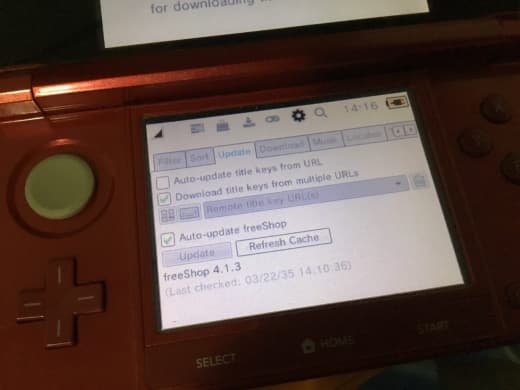 for downloading
14:16
Filter Sort Update Download Music Locales
Auto-update title keys from URL
Download title keys from multiple URLs
Remote title key URL(s)
Auto-update freeShop
Update Refresh Cache
freeShop 4.1.3
(Last checked: 03/22/35 14:10:36)
SELECT HOME START
X
Y
B